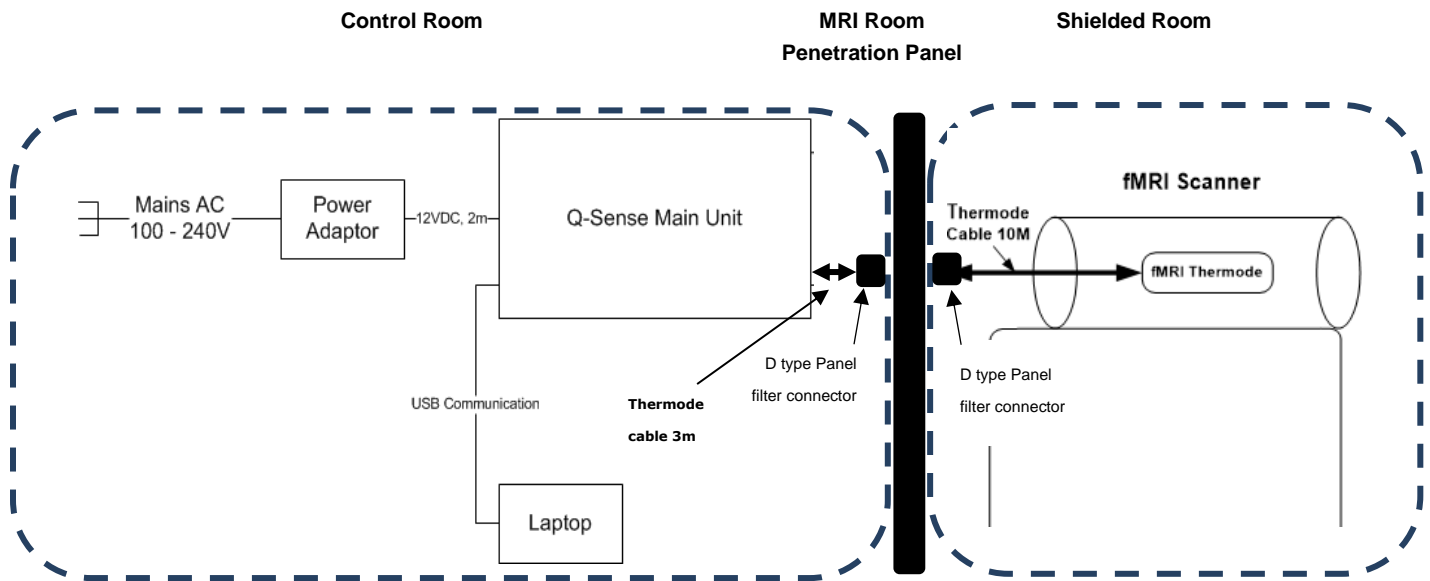 Control Room
MRI Room
Penetration Panel
Shielded Room
Mains AC
100 - 240V
Power
Adaptor
12VDC, 2m
Q-Sense Main Unit
fMRI Scanner
Thermode
Cable 10M
fMRI Thermode
D type Panel
filter connector
D type Panel
filter connector
USB Communication
Thermode
cable 3m
Laptop